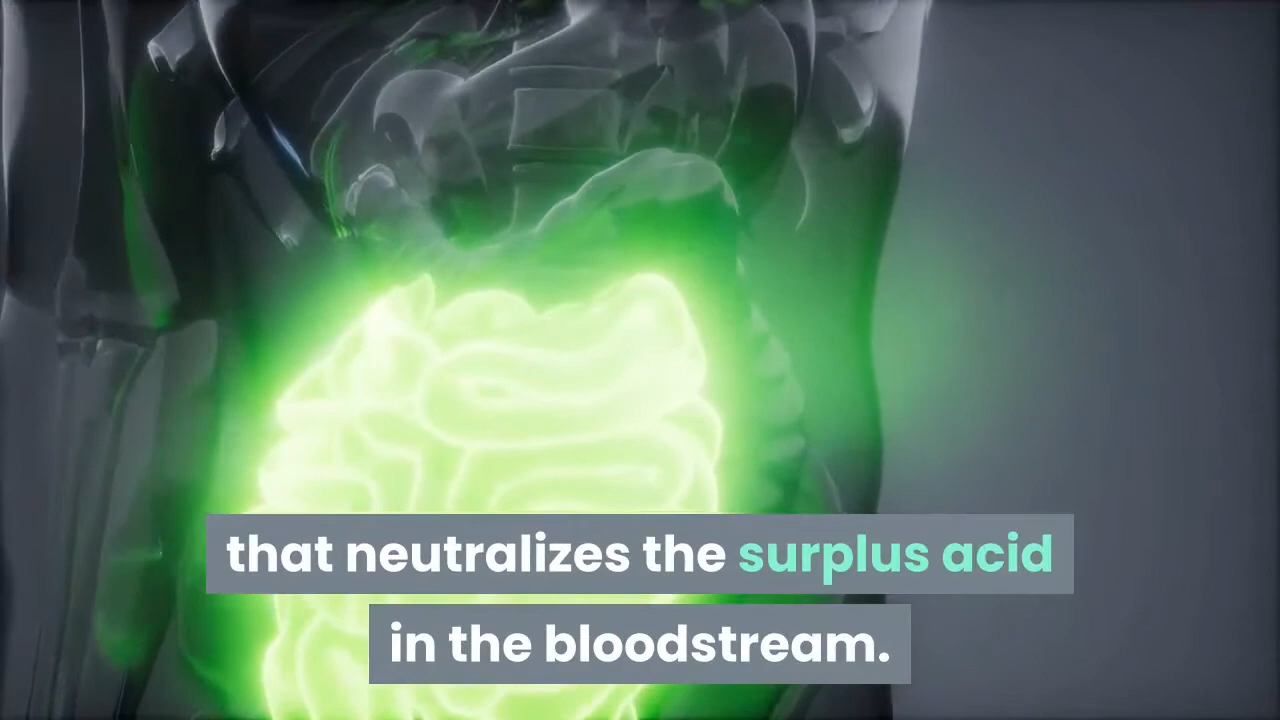 that neutralizes the surplus acid
in the bloodstream.